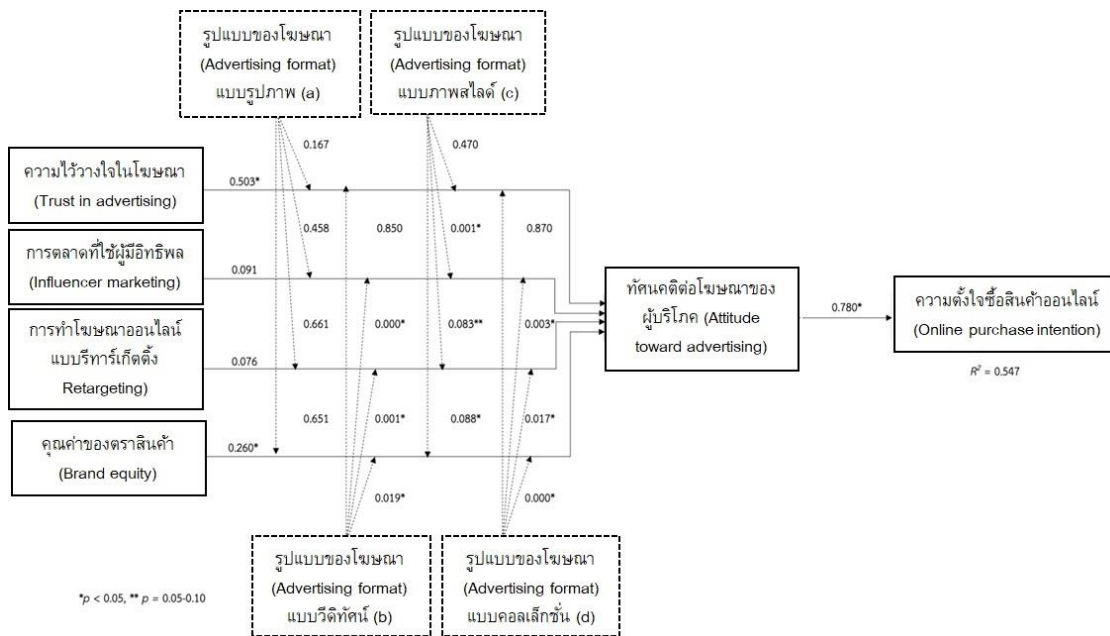 รูปแบบของโฆษณา
(Advertising format)
แบบรูปภาพ (a)
รูปแบบของโฆษณา
(Advertising format)
แบบภาพสไลด์ (c)
0.167
0.470
ความไว้วางใจในโฆษณา
(Trust in advertising)
0.503*
0.458
0.850
0.001*
0.870
การตลาดที่ใช้ผู้มีอิทธิพล
(Influencer marketing)
0.091
ทัศนคติต่อโฆษณาของ
ผู้บริโภค (Attitude
toward advertising)
0.780*
ความตั้งใจซื้อสินค้าออนไลน์
(Online purchase intention)
R² = 0.547
การทำโฆษณาออนไลน์
แบบรีทาร์เก็ตติ้ง
Retargeting)
0.076
0.661
0.000*
0.083**
0.003*
0.651
0.001*
0.088*
0.017*
คุณค่าของตราสินค้า
(Brand equity)
0.260*
0.019*
0.000*
รูปแบบของโฆษณา
(Advertising format)
แบบวีดิทัศน์ (b)
รูปแบบของโฆษณา
(Advertising format)
แบบคอลเล็กชั่น (d)
*p < 0.05, ** p = 0.05-0.10